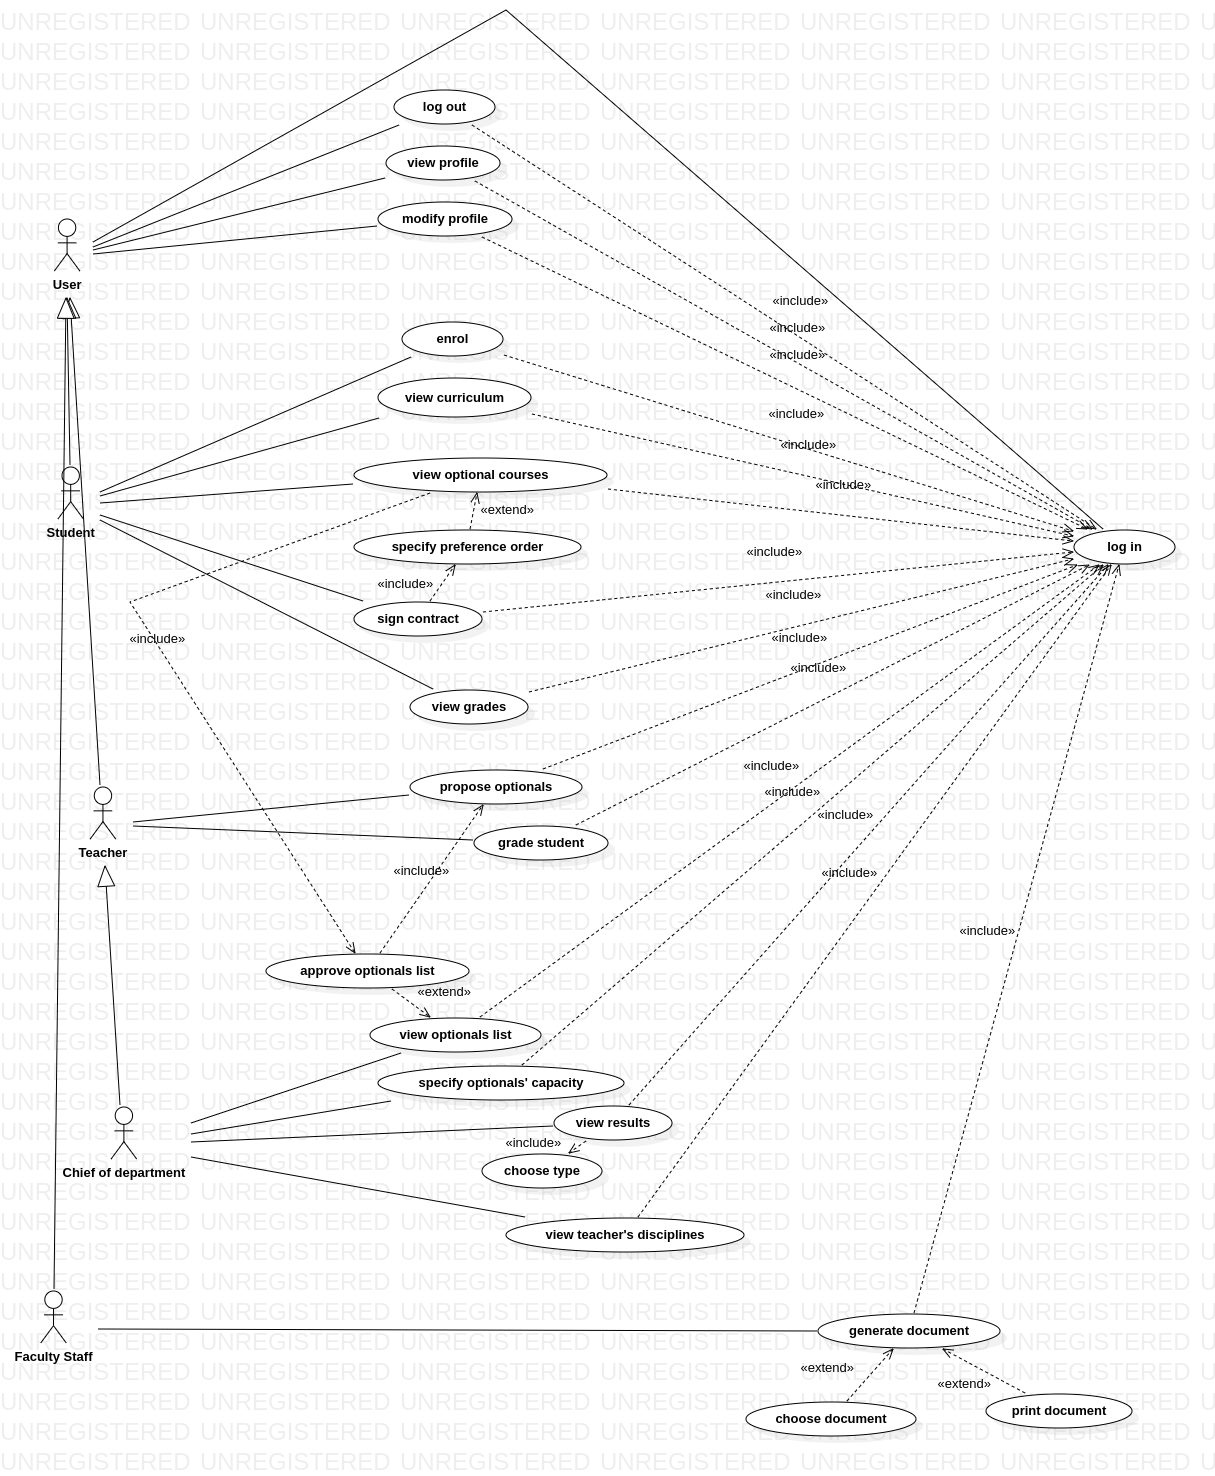 UNREGISTERED UNREGISTERED UNREGISTERED UNREGISTERED UNREGISTERED UNREGISTERED
log out
view profile
modify profile
User
«include»
«include»
«include»
enrol
view curriculum
«include»
«include»
view optional courses
«include»
«extend»
Student
specify preference order
log in
«include»
«include»
«include»
sign contract
«include»
«include»
«include»
view grades
«include»
«include»
propose optionals
«include»
«include»
grade student
Teacher
«include»
«include»
«include»
approve optionals list
«extend»
view optionals list
specify optionals' capacity
view results
«include»
choose type
Chief of department
view teacher's disciplines
generate document
Faculty Staff
«extend»
«extend»
print document
choose document